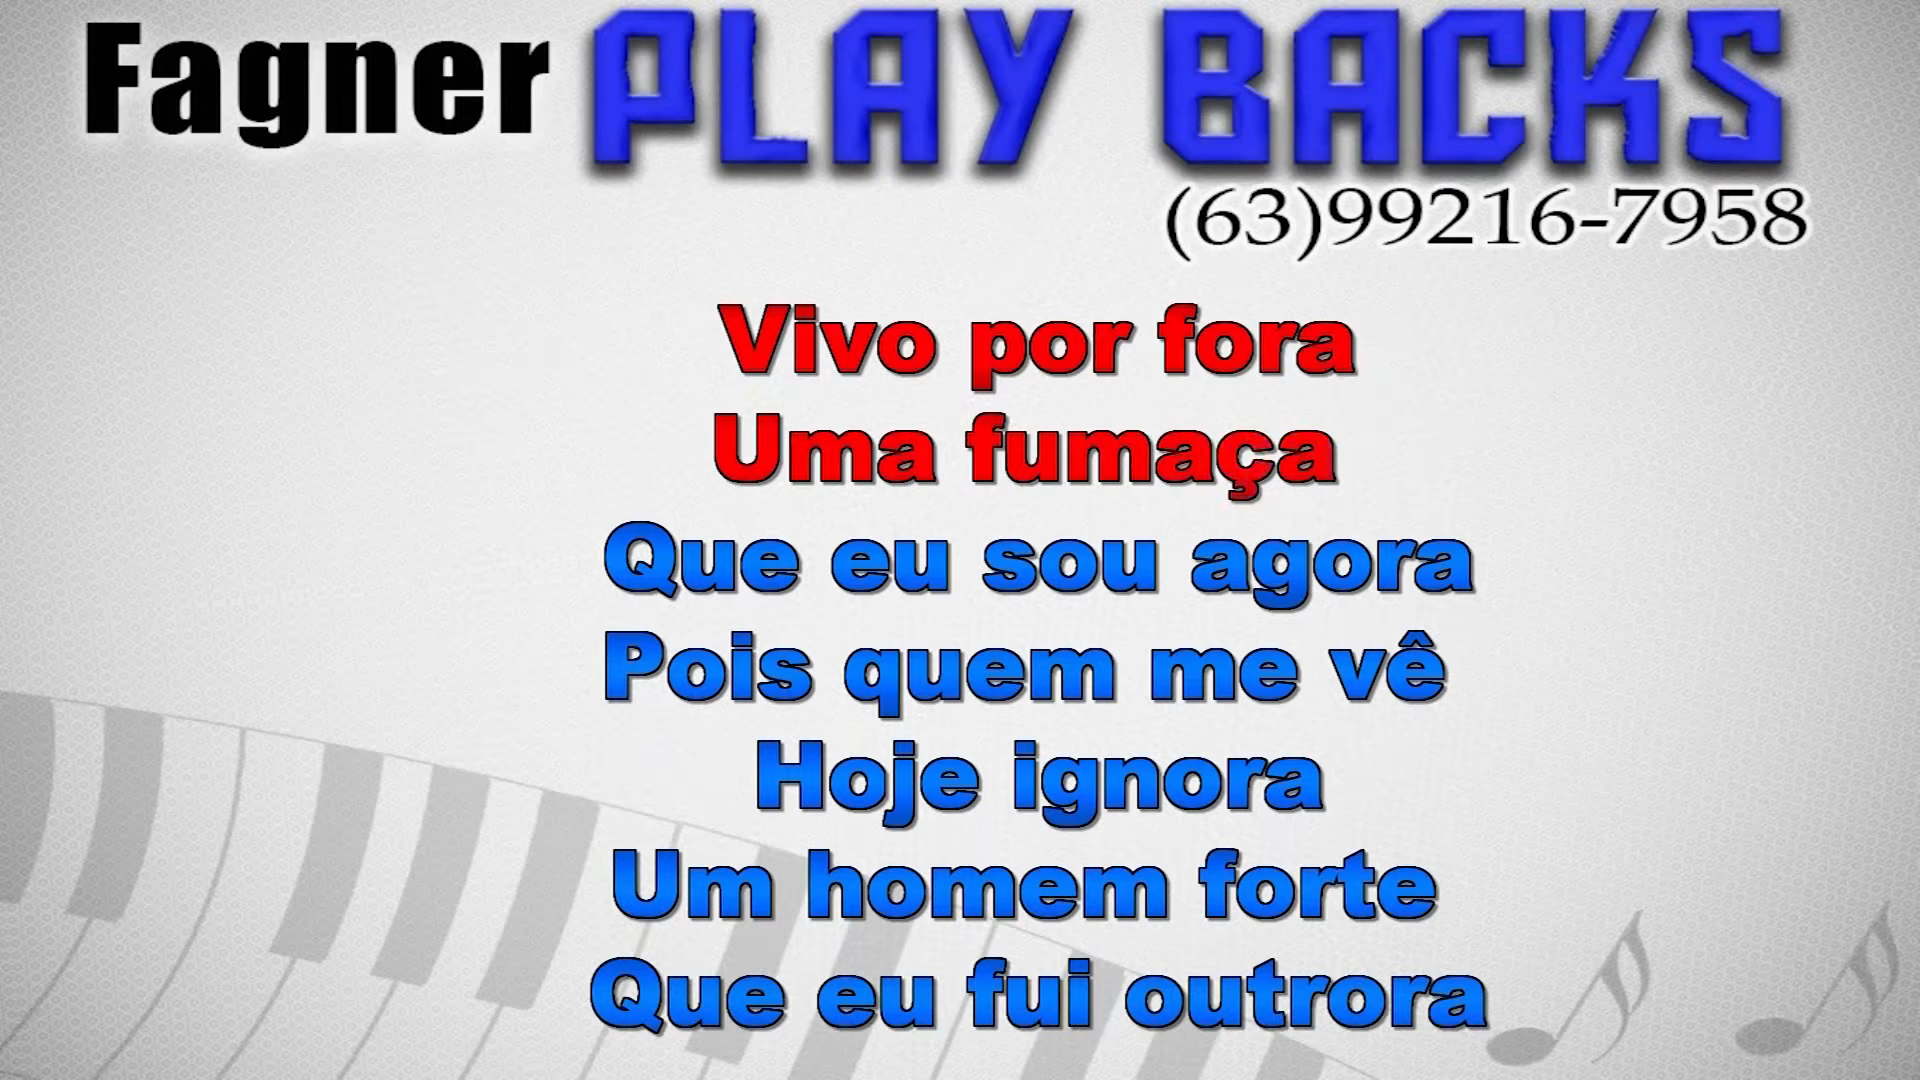 Fagner PLAY BACKS
(63)99216-7958
Vivo por fora
Uma fumaça
Que eu sou agora
Pois quem me vê
Hoje ignora
Um homem forte
Que eu fui outrora